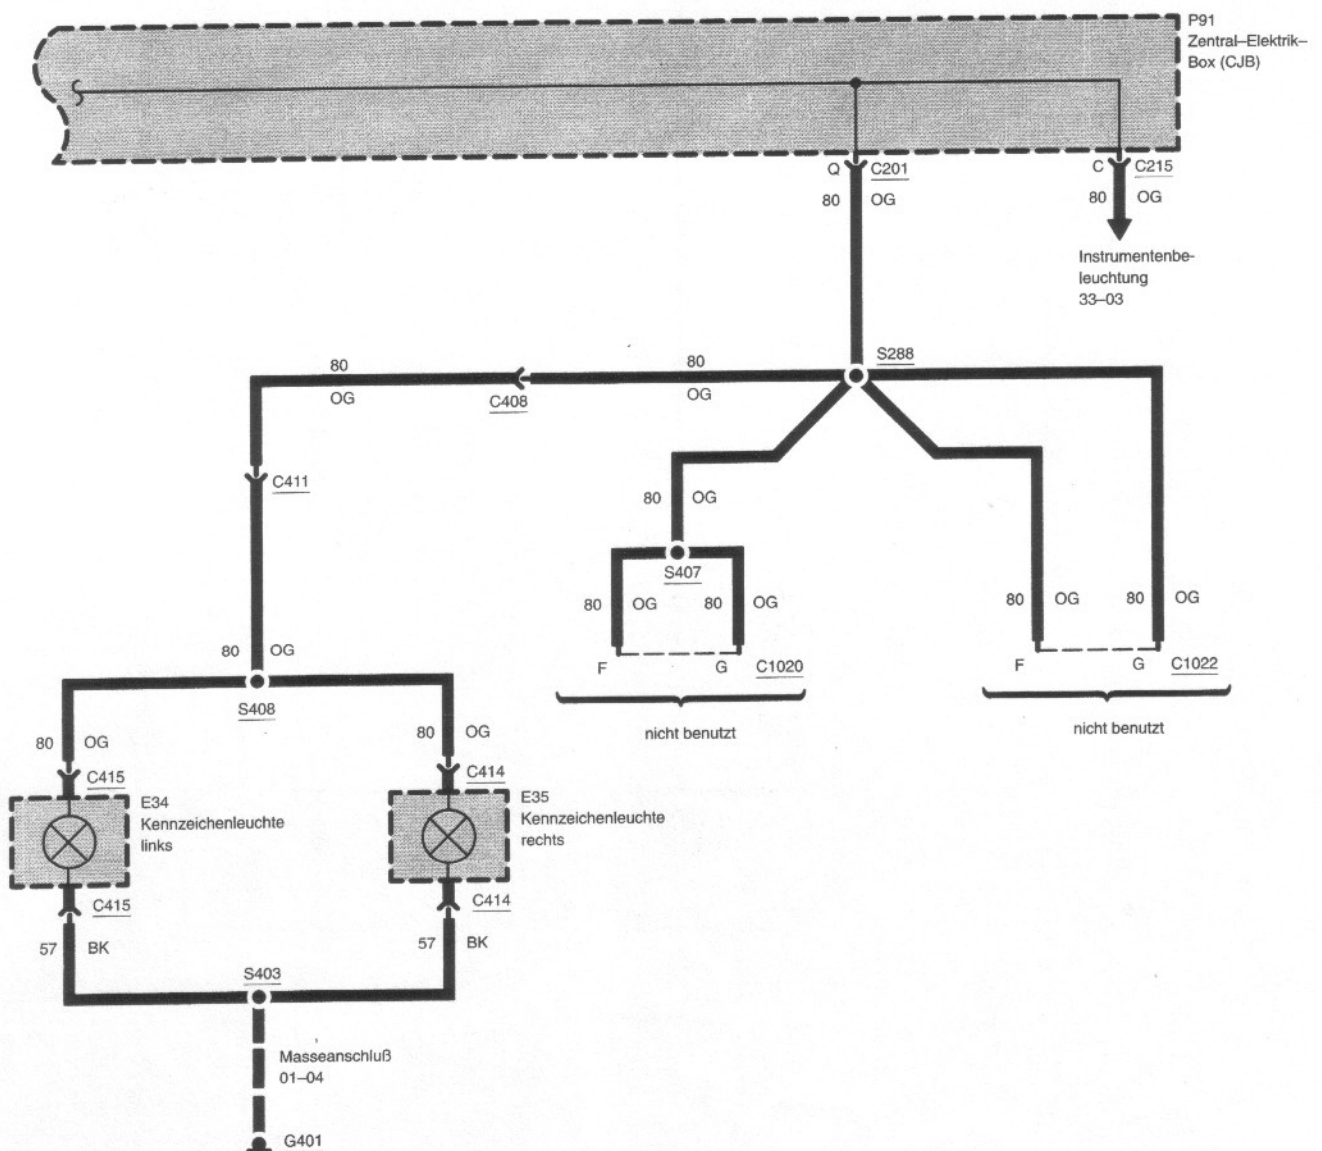 P91
Zentral–Elektrik–
Box (CJB)
Q C201
80 OG
C C215
80 OG
Instrumentenbe-
leuchtung
33–03
S288
80
OG
80
OG
C408
C411
80 OG
S407
80 OG 80 OG
F G C1020
nicht benutzt
80 OG 80 OG
F G C1022
nicht benutzt
80 OG
S408
80 OG
80 OG
C415
C414
E34
Kennzeichenleuchte
links
E35
Kennzeichenleuchte
rechts
C415
C414
57 BK
57 BK
S403
Masseanschluß
01–04
G401